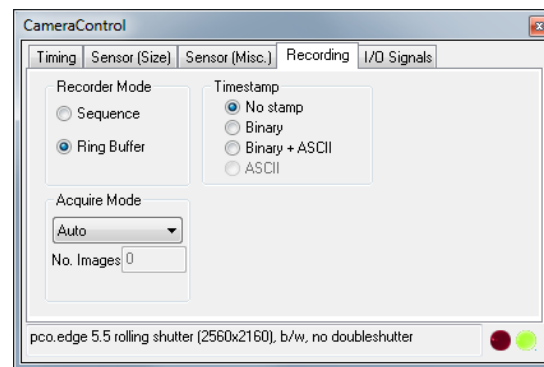 CameraControl
Timing Sensor (Size) Sensor (Misc.) Recording I/O Signals
Recorder Mode
Sequence
Ring Buffer
Timestamp
No stamp
Binary
Binary + ASCII
ASCII
Acquire Mode
Auto
No. Images 0
pco.edge 5.5 rolling shutter (2560x2160), b/w, no doubleshutter